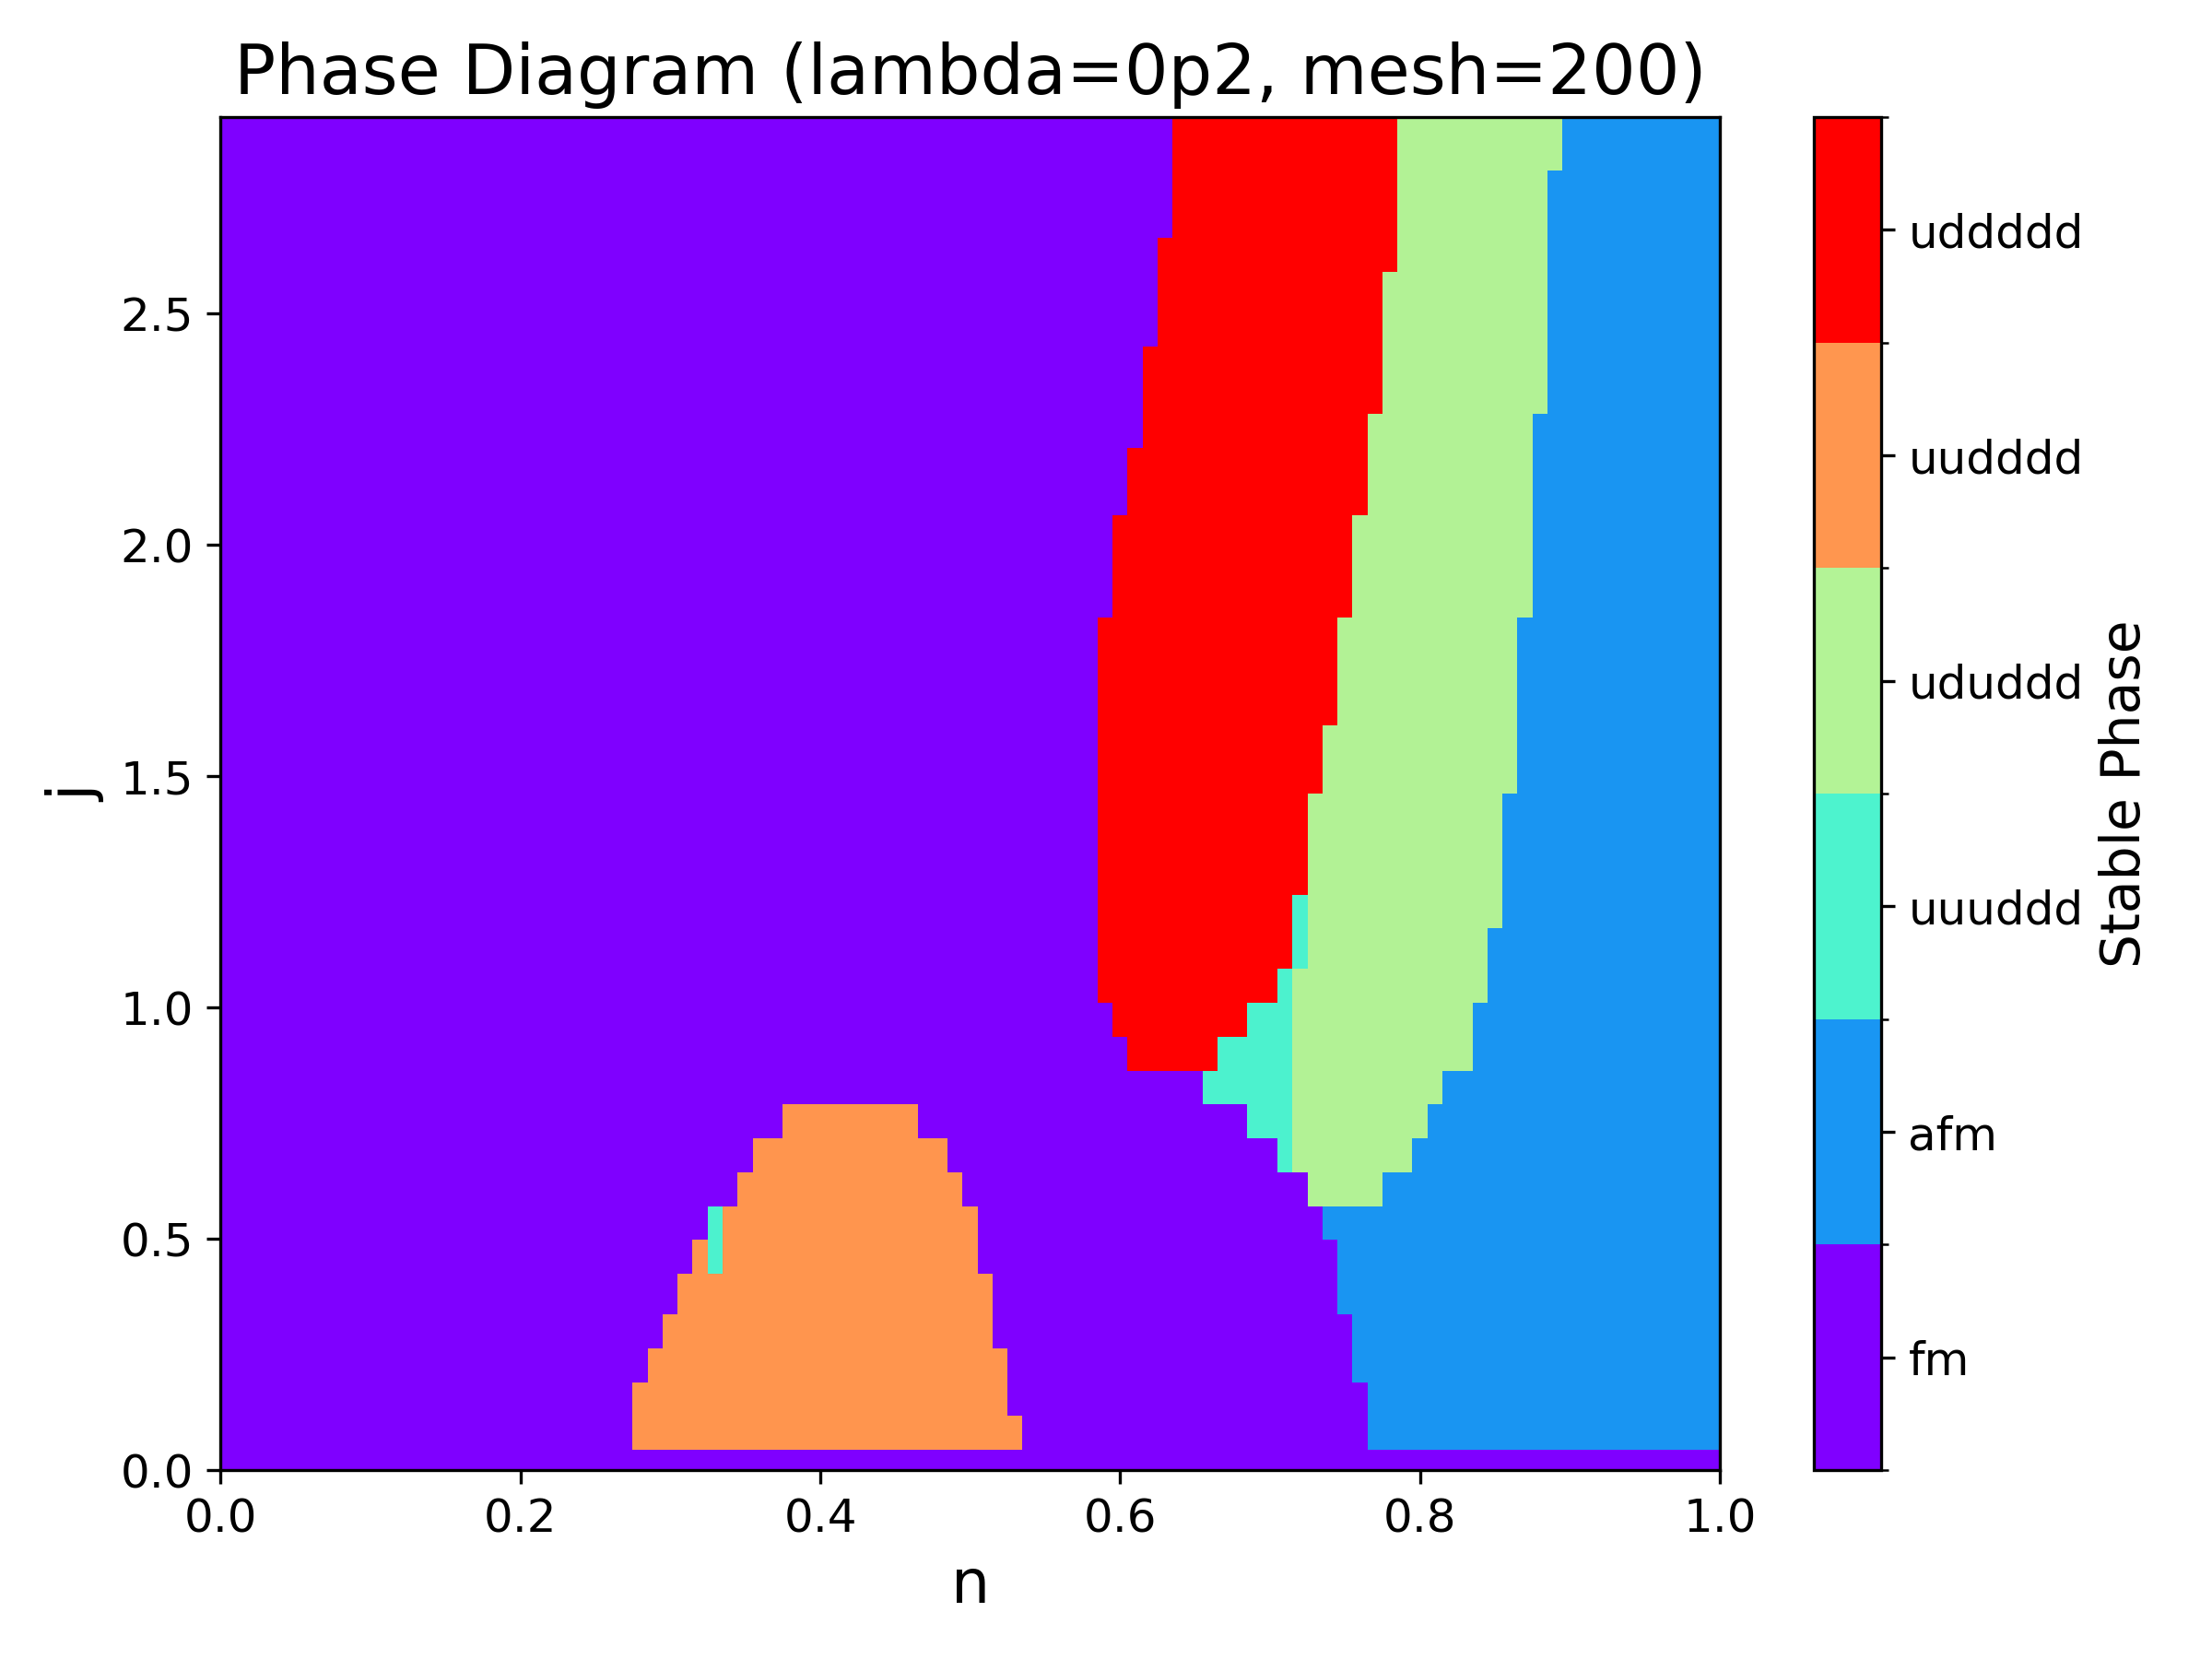 Phase Diagram (lambda=0p2, mesh=200)
j
2.5
2.0
1.5
1.0
0.5
0.0
0.0 0.2 0.4 0.6 0.8 1.0
n
uddddd
uudddd
ududdd
uuuddd
afm
fm
Stable Phase